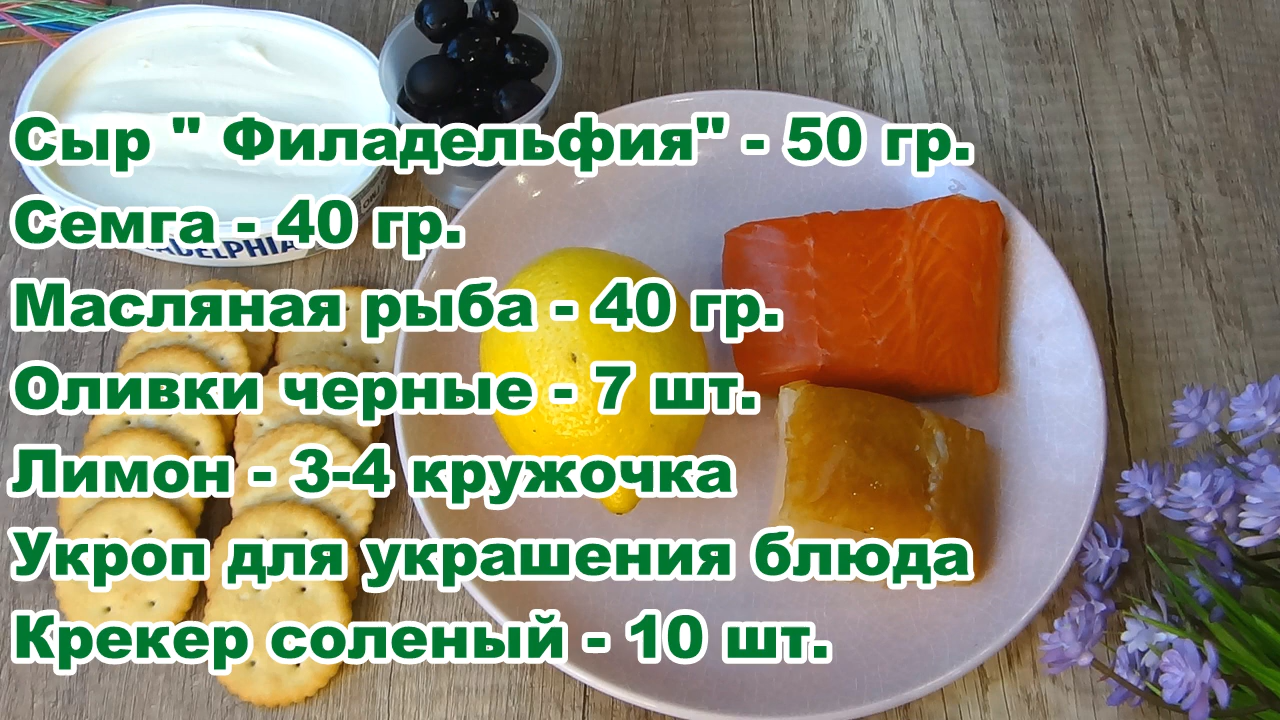 Сыр " Филадельфия" - 50 гр.
Семга - 40 гр.
ADELPHIA
Масляная рыба - 40 гр.
Оливки черные - 7 шт.
Лимон - 3-4 кружочка
Укроп для украшения блюда
Крекер соленый - 10 шт.